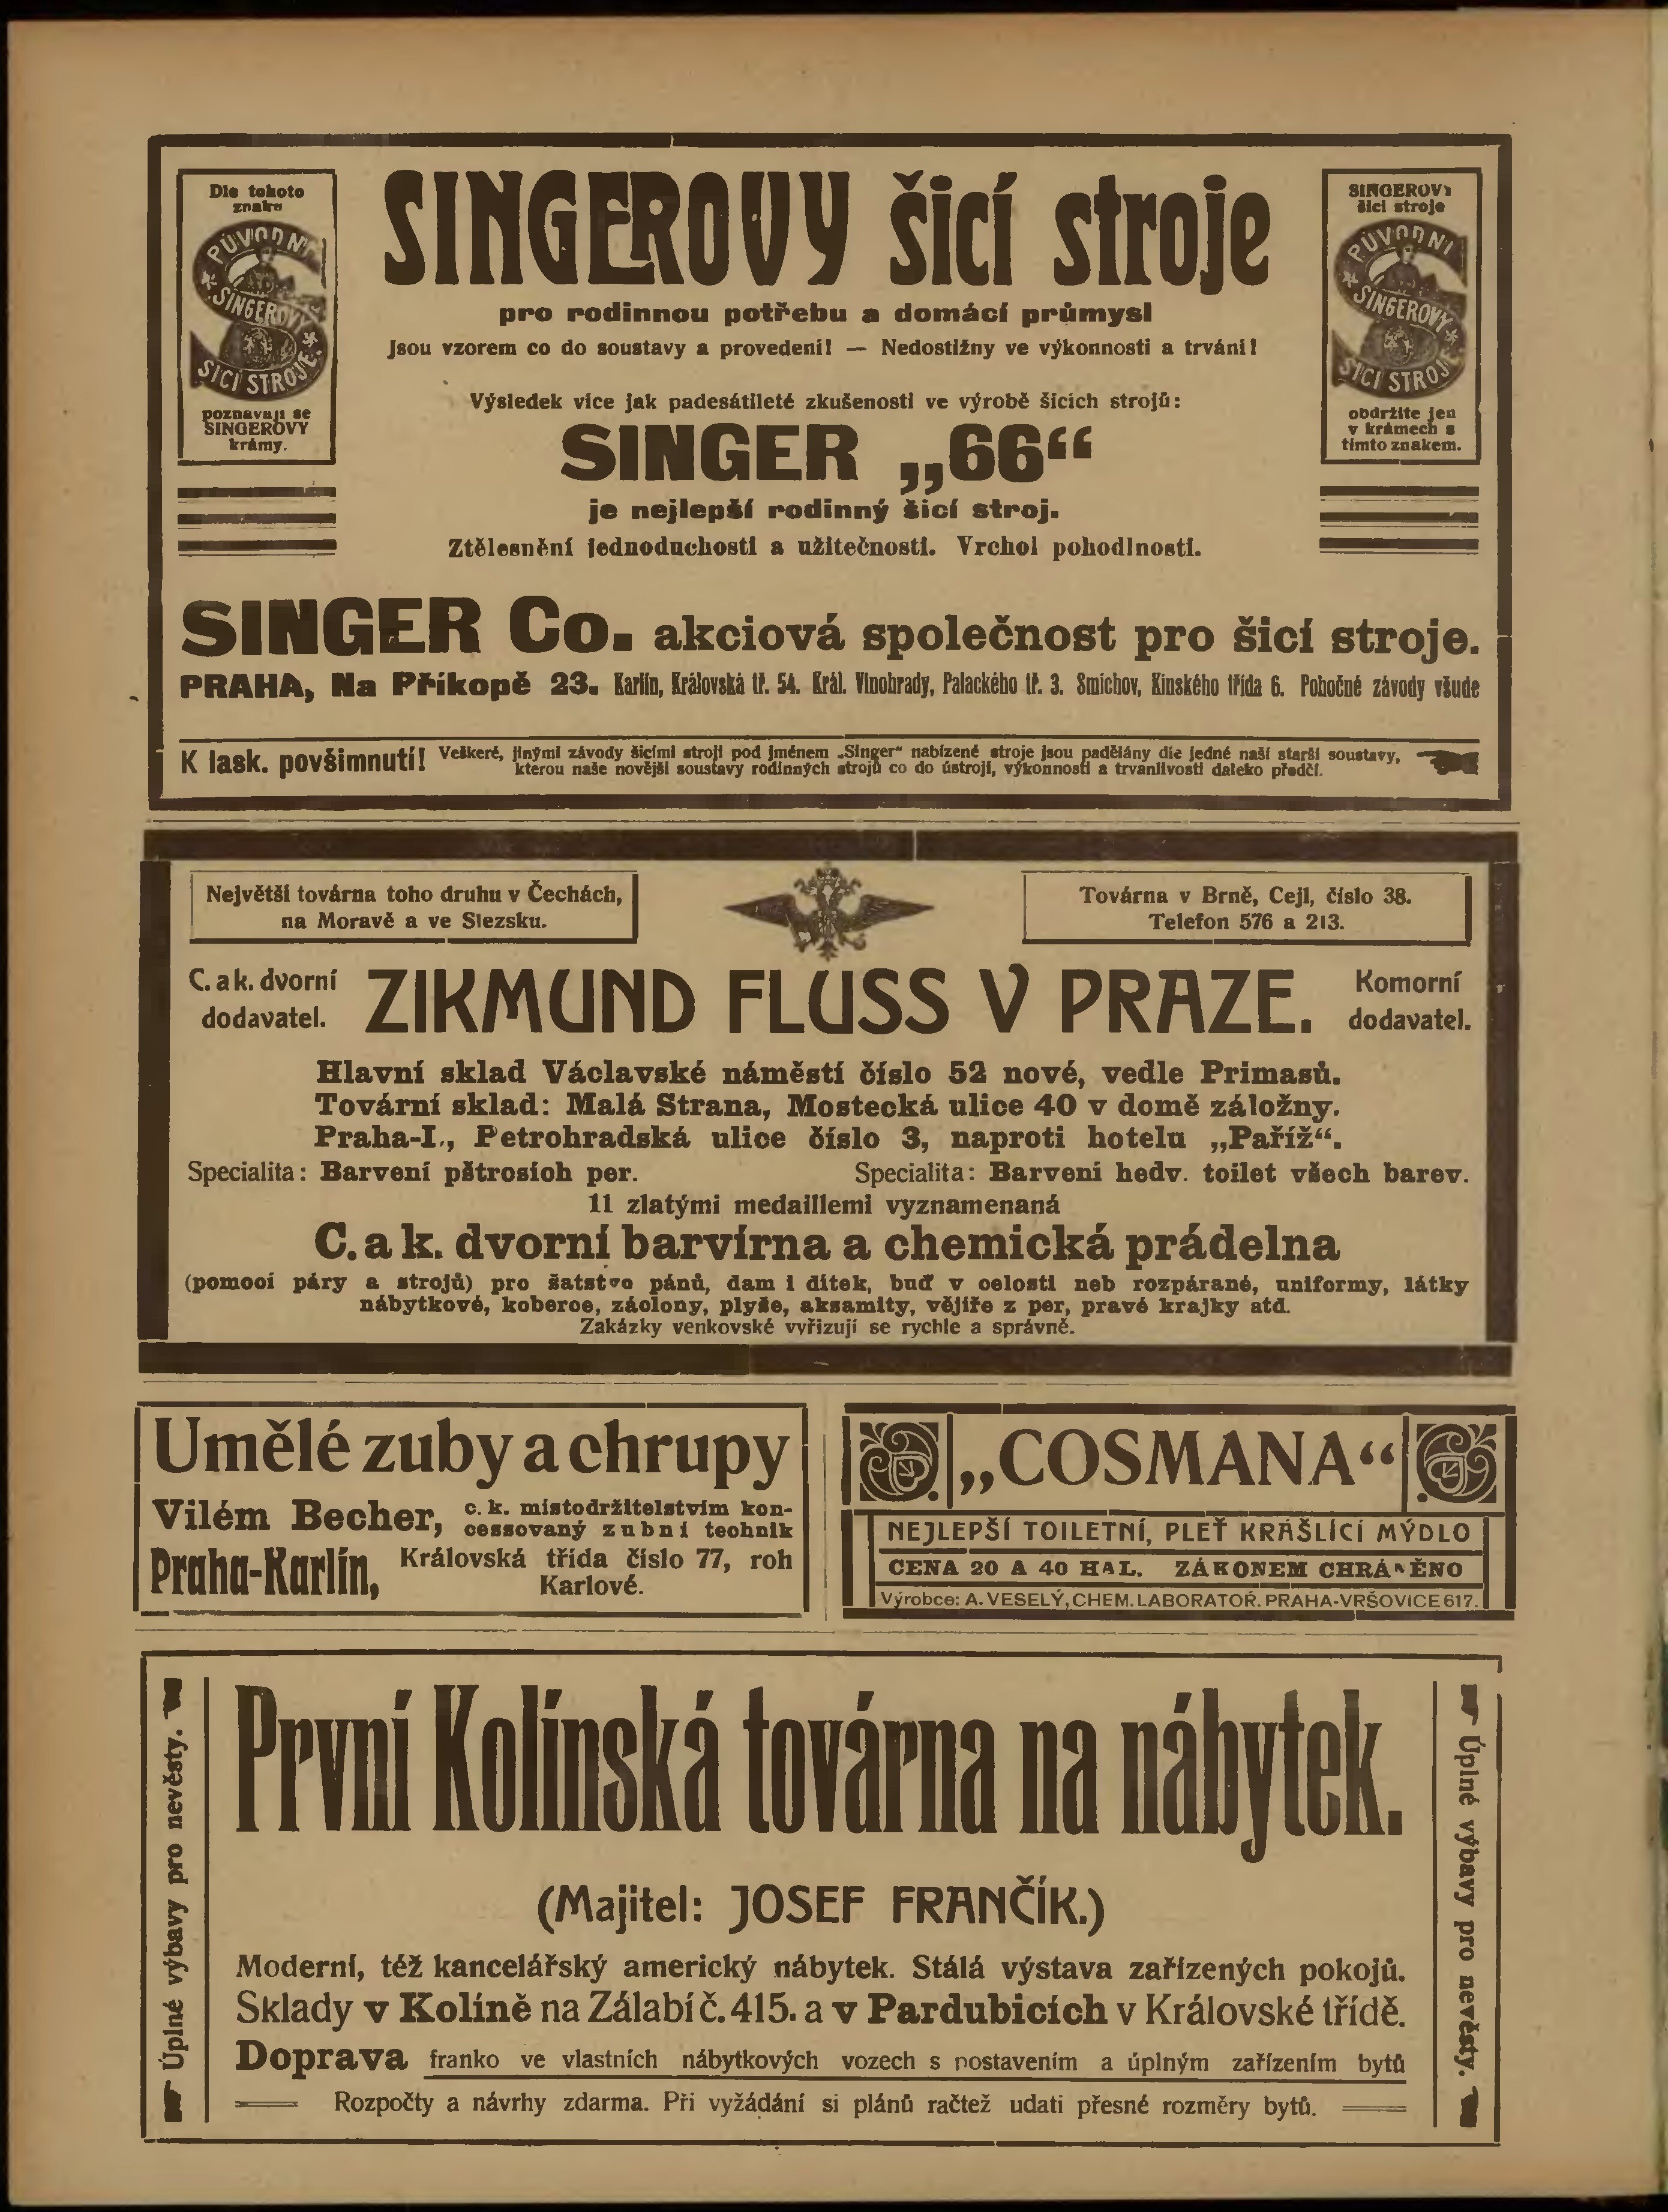 Dle tohoto
znaku
PŮVODNÍ
SINGEROVY
ŠICÍ STROJE
poznávají se
SINGEROVY
krámy.
SINGEROVY šicí stroje
pro rodinnou potřebu a domácí průmysl
Jsou vzorem co do soustavy a provedení! — Nedostižny ve výkonnosti a trvání!
SINGEROVY
šicí stroje
PŮVODNÍ
SINGEROVY
ŠICÍ STROJE
obdržíte jen
v krámech s
tímto znakem.
Výsledek více jak padesátileté zkušenosti ve výrobě šicích strojů:
SINGER „66“
je nejlepší rodinný šicí stroj.
Ztělesnění jednoduchosti a užitečnosti. Vrchol pohodlnosti.
SINGER Co. akciová společnost pro šicí stroje.
PRAHA, Na Příkopě 23. Karlín, Královská tř. 54. Král. Vinohrady, Palackého tř. 3. Smíchov, Kinského třída 6. Pobočné závody všude
K lask. povšimnutí! Veškeré, jinými závody šicími stroji pod jménem „Singer“ nabízené stroje jsou padělány dle jedné naší starší soustavy,
kterou naše novější soustavy rodinných strojů co do ústrojí, výkonnosti a trvanlivosti daleko předčí.
Největší továrna toho druhu v Čechách,
na Moravě a ve Slezsku.
Továrna v Brně, Cejl, číslo 38.
Telefon 576 a 213.
C. a k. dvorní
dodavatel.
ZIKMUND FLUSS V PRAZE.
Komorní
dodavatel.
Hlavní sklad Václavské náměstí číslo 52 nové, vedle Primasů.
Tovární sklad: Malá Strana, Mostecká ulice 40 v domě záložny.
Praha-I., Petrohradská ulice číslo 3, naproti hotelu „Paříž“.
Specialita: Barvení pštrosích per. Specialita: Barvení hedv. toilet všech barev.
11 zlatými medaillemi vyznamenaná
C. a k. dvorní barvírna a chemická prádelna
(pomocí páry a strojů) pro šatstvo pánů, dam i dítek, buď v celosti neb rozpárané, uniformy, látky
nábytkové, koberce, záclony, plyše, aksamity, vějíře z per, pravé krajky atd.
Zakázky venkovské vyřizují se rychle a správně.
Umělé zuby a chrupy
Vilém Becher, c. k. místodržitelstvím kon-
cessovaný zubní technik
Praha-Karlín, Královská třída číslo 77, roh
Karlové.
„COSMANA“
NEJLEPŠÍ TOILETNÍ, PLEŤ KRÁŠLÍCÍ MÝDLO
CENA 20 A 40 HAL. ZÁKONEM CHRÁNĚNO
Výrobce: A. VESELÝ, CHEM. LABORATOŘ. PRAHA-VRŠOVICE 617.
Úplné výbavy pro nevěsty.
První Kolínská továrna na nábytek.
(Majitel: JOSEF FRANČÍK.)
Moderní, též kancelářský americký nábytek. Stálá výstava zařízených pokojů.
Sklady v Kolíně na Zálabí č. 415. a v Pardubicích v Královské třídě.
Doprava franko ve vlastních nábytkových vozech s postavením a úplným zařízením bytů
Rozpočty a návrhy zdarma. Při vyžádání si plánů račtež udati přesné rozměry bytů.
Úplné výbavy pro nevěsty.